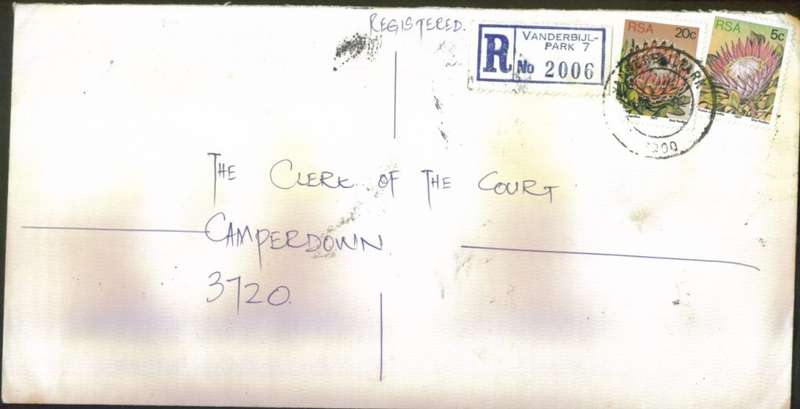 REGISTERED.
R
VANDERBIJL-
PARK 7
No 2006
RSA 20c
RSA 5c
THE CLERK OF THE COURT
CAMPERDOWN
3720.